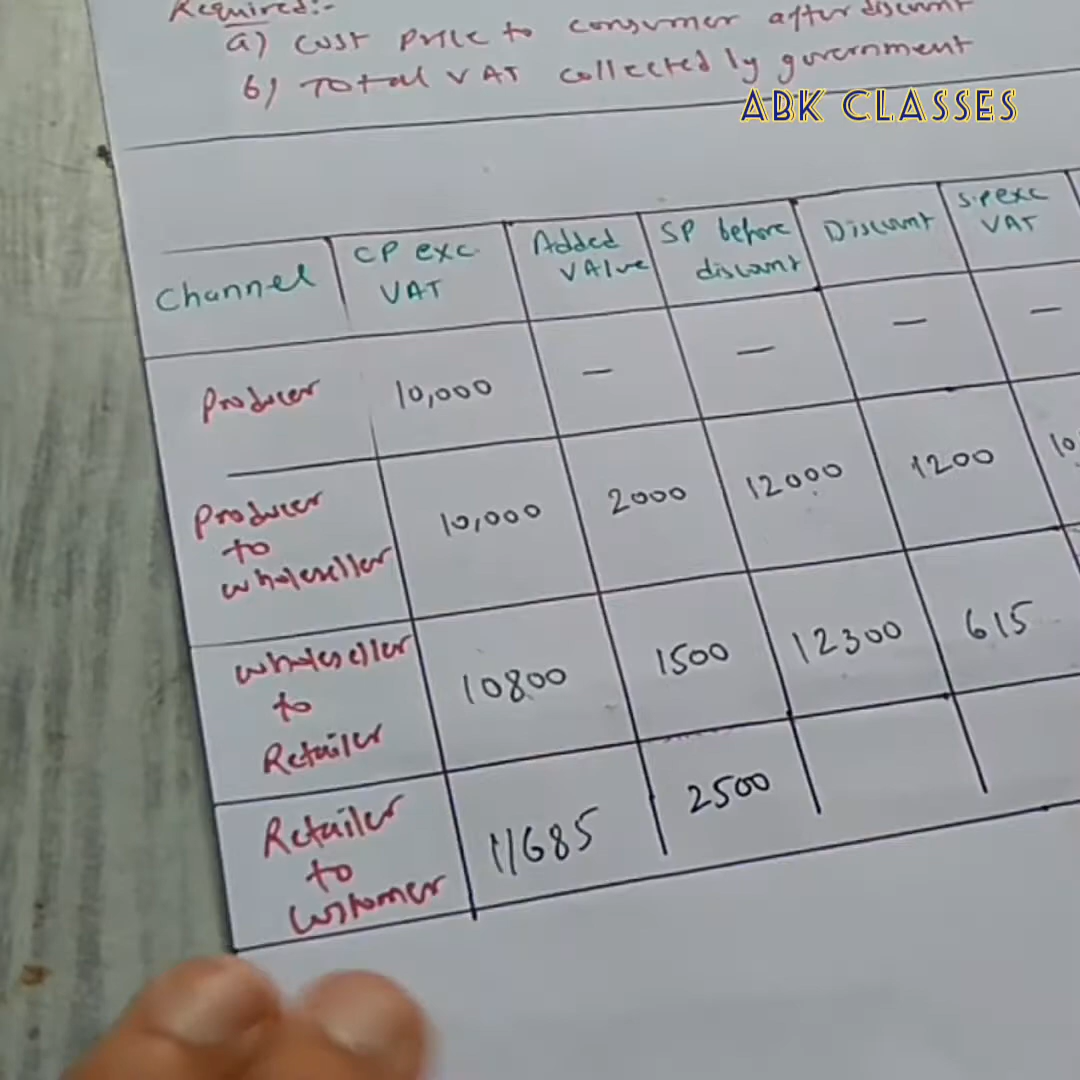 Required:-
a) cost price to consumer after discount
b) Total VAT collected by government
ABK CLASSES
Channel | CP exc VAT | Added VAlue | SP before discount | Discount | S.P exc VAT
Producer | 10,000 | — | — | — | —
Producer to wholeseller | 10,000 | 2000 | 12000 | 1200 | 10
wholeseller to Retailer | 10800 | 1500 | 12300 | 615
Retailer to customer | 11685 | 2500